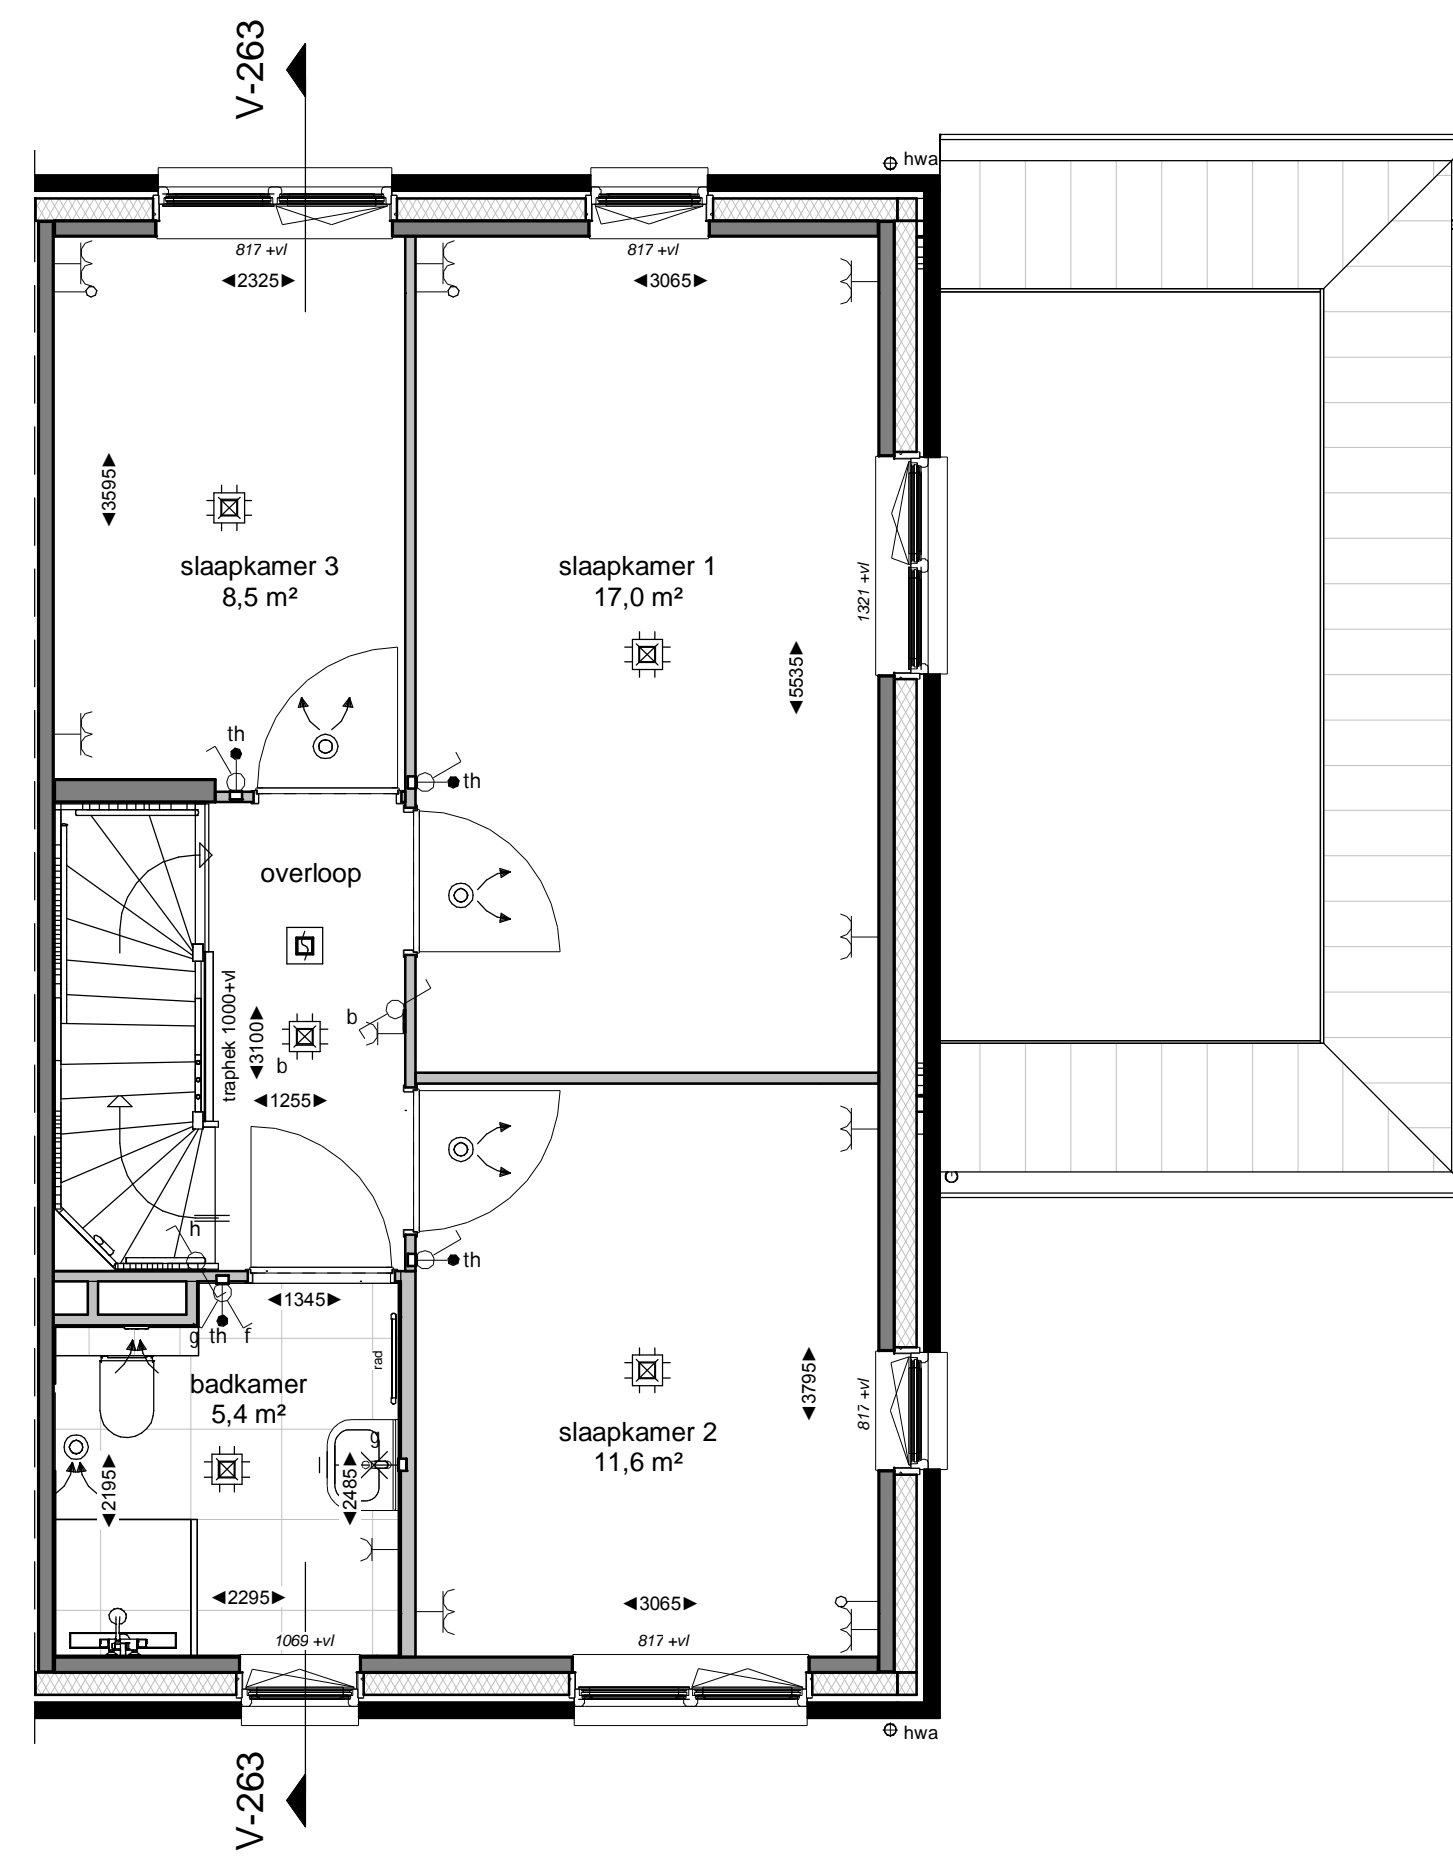 V-263
hwa
817 +vl
817 +vl
◄2325►
◄3065►
◄3595►
slaapkamer 3
8,5 m²
slaapkamer 1
17,0 m²
1321 +vl
◄5535►
th
th
overloop
traphek 1000+vl
◄3100►
b
b
◄1255►
h
th
◄1345►
g th f
rad
badkamer
5,4 m²
g
◄2195►
◄2485►
◄3795►
817 +vl
slaapkamer 2
11,6 m²
◄2295►
◄3065►
1069 +vl
817 +vl
hwa
V-263